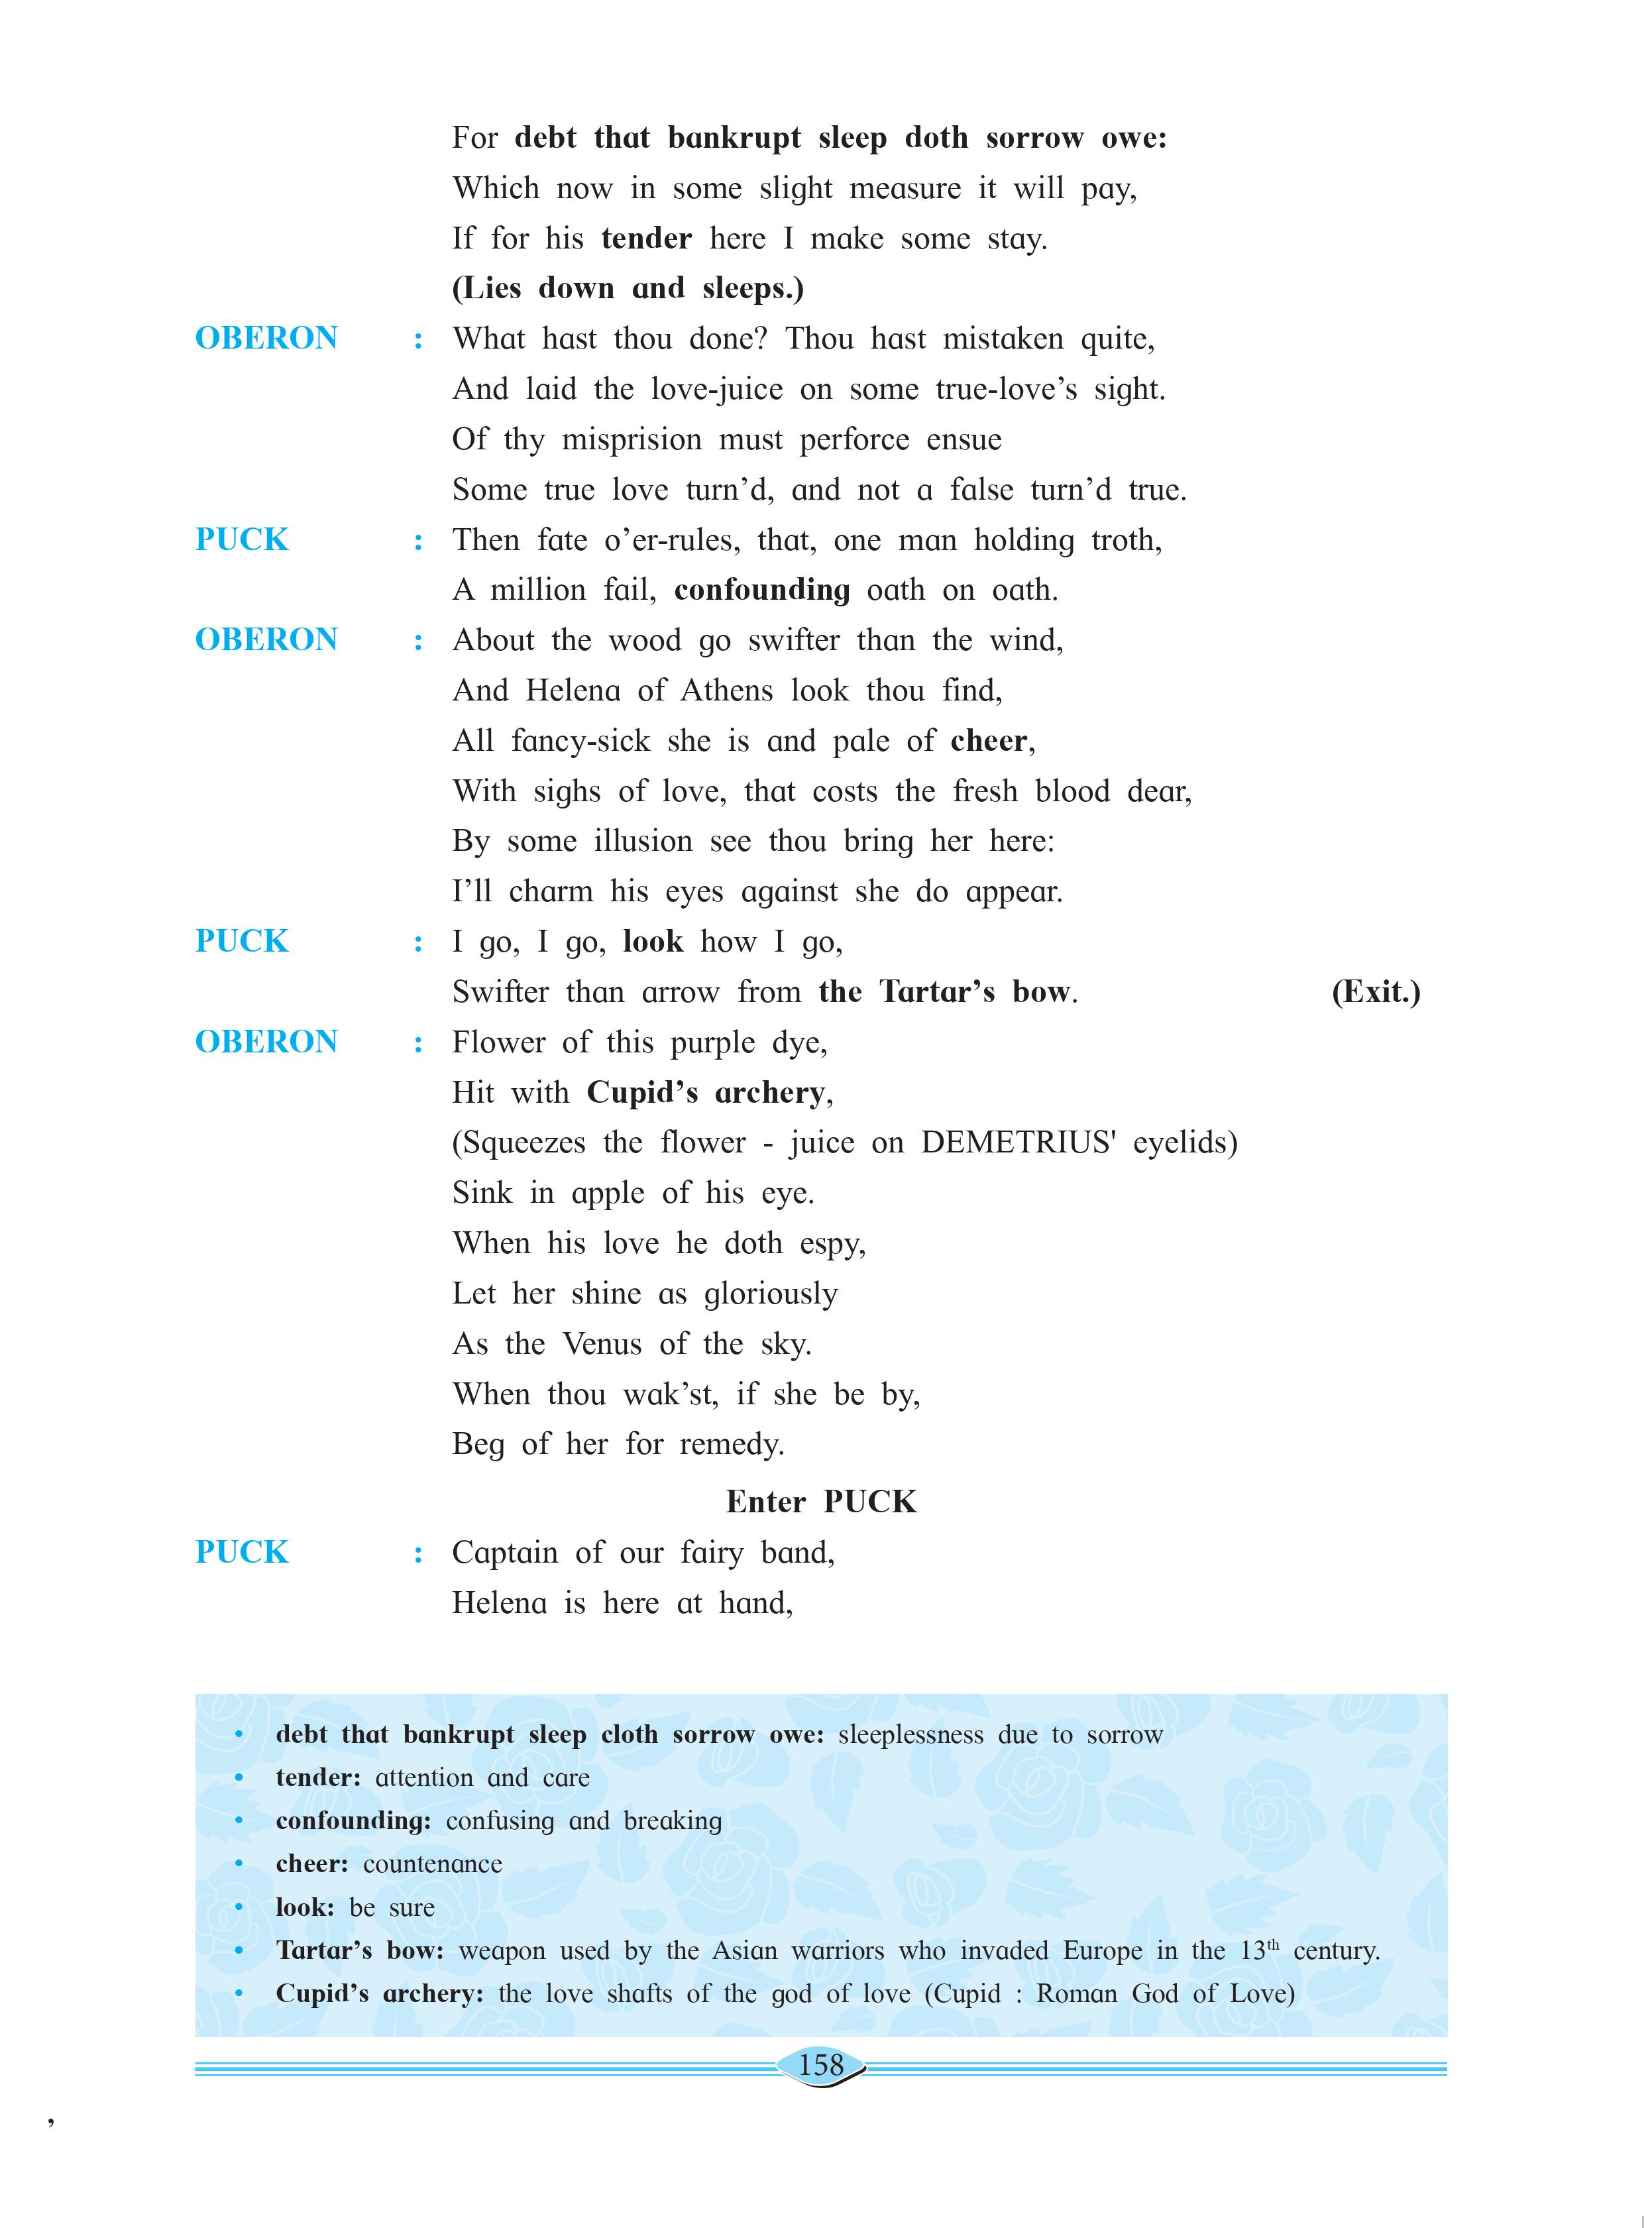 For debt that bankrupt sleep doth sorrow owe:
Which now in some slight measure it will pay,
If for his tender here I make some stay.
(Lies down and sleeps.)
OBERON : What hast thou done? Thou hast mistaken quite,
And laid the love-juice on some true-love's sight.
Of thy misprision must perforce ensue
Some true love turn'd, and not a false turn'd true.
PUCK : Then fate o'er-rules, that, one man holding troth,
A million fail, confounding oath on oath.
OBERON : About the wood go swifter than the wind,
And Helena of Athens look thou find,
All fancy-sick she is and pale of cheer,
With sighs of love, that costs the fresh blood dear,
By some illusion see thou bring her here:
I'll charm his eyes against she do appear.
PUCK : I go, I go, look how I go,
Swifter than arrow from the Tartar's bow. (Exit.)
OBERON : Flower of this purple dye,
Hit with Cupid's archery,
(Squeezes the flower - juice on DEMETRIUS' eyelids)
Sink in apple of his eye.
When his love he doth espy,
Let her shine as gloriously
As the Venus of the sky.
When thou wak'st, if she be by,
Beg of her for remedy.
Enter PUCK
PUCK : Captain of our fairy band,
Helena is here at hand,
• debt that bankrupt sleep cloth sorrow owe: sleeplessness due to sorrow
• tender: attention and care
• confounding: confusing and breaking
• cheer: countenance
• look: be sure
• Tartar's bow: weapon used by the Asian warriors who invaded Europe in the 13th century.
• Cupid's archery: the love shafts of the god of love (Cupid : Roman God of Love)
158
,